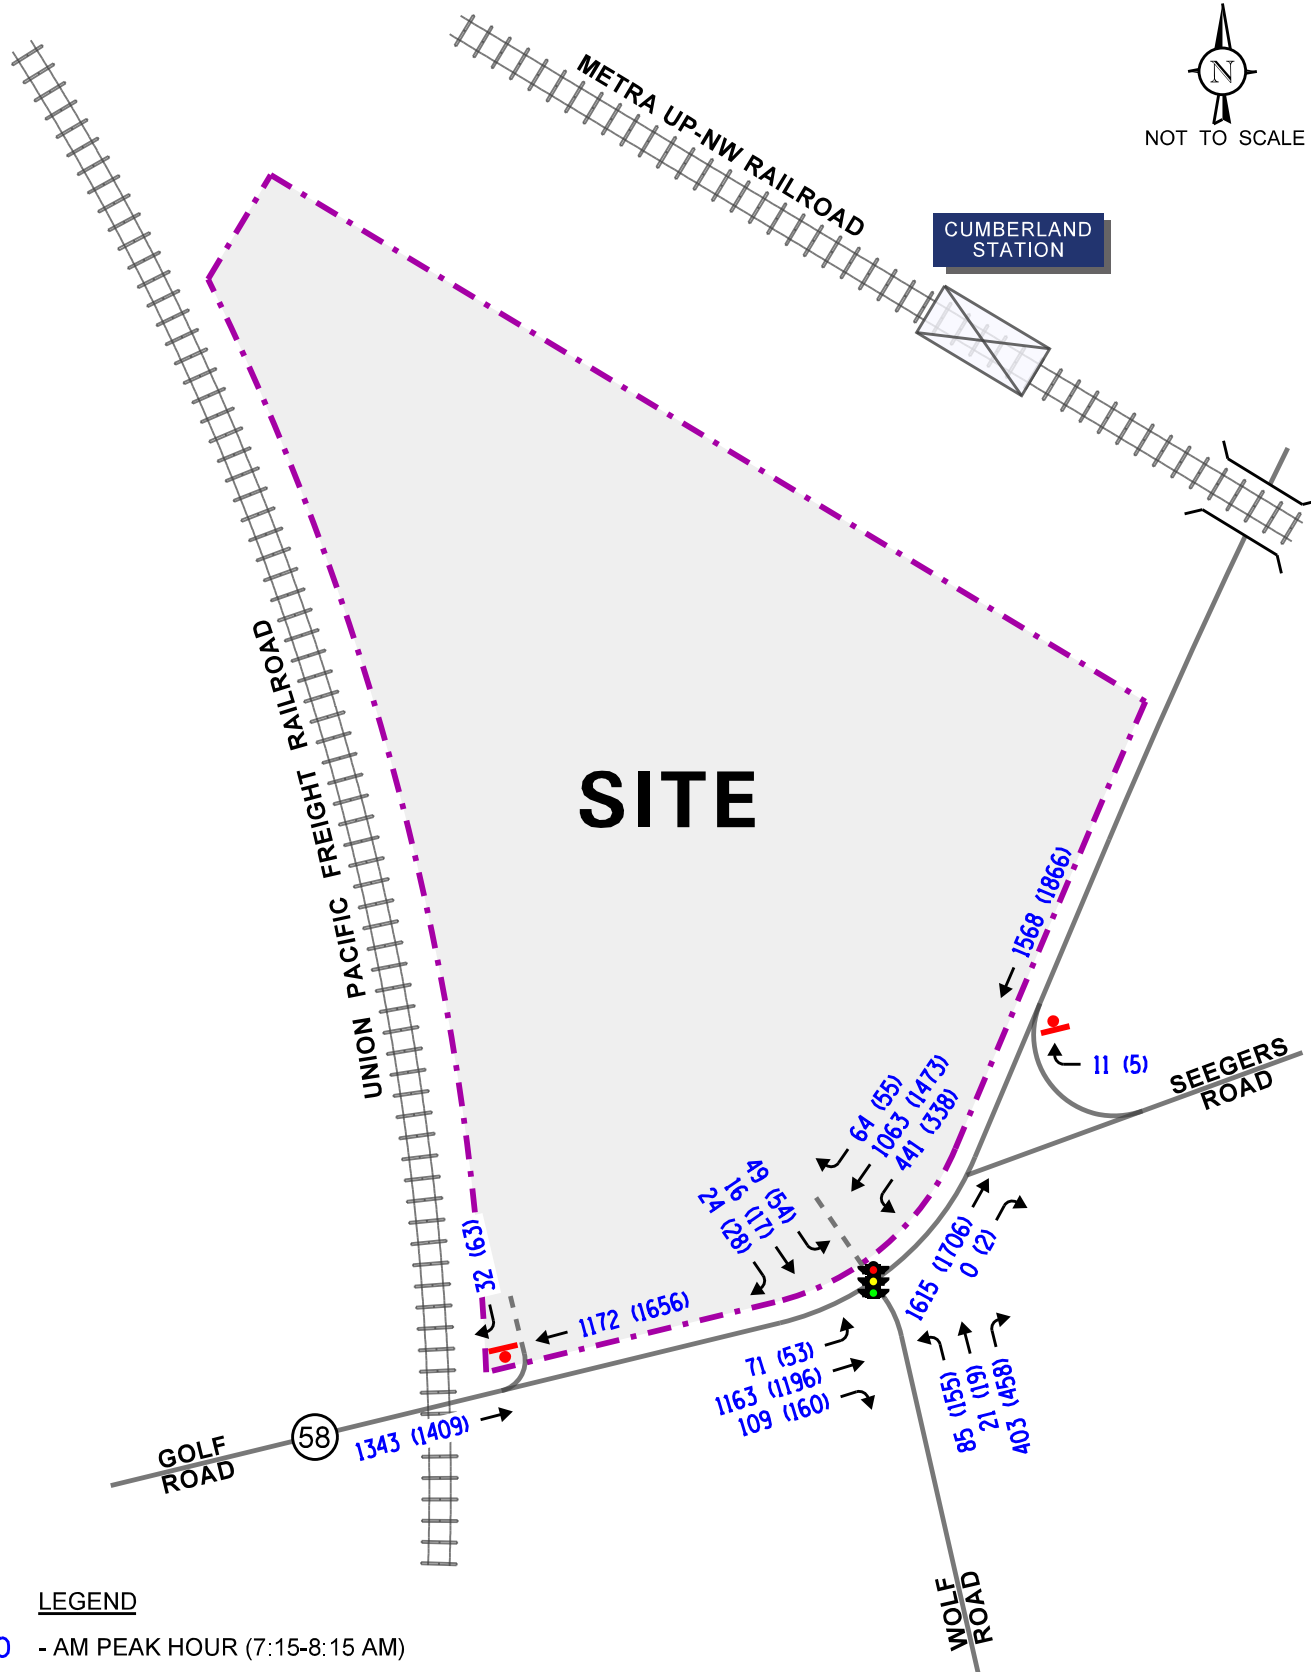 N
NOT TO SCALE
METRA UP-NW RAILROAD
CUMBERLAND
STATION
UNION PACIFIC FREIGHT RAILROAD
SITE
1568 (1866)
11 (5)
SEEGERS
ROAD
64 (55)
1063 (1473)
441 (338)
49 (54)
16 (17)
24 (28)
32 (63)
1172 (1656)
1615 (1706)
0 (2)
71 (53)
1163 (1196)
109 (160)
85 (155)
21 (19)
403 (458)
1343 (1409)
58
GOLF
ROAD
WOLF
ROAD
LEGEND
- AM PEAK HOUR (7:15-8:15 AM)